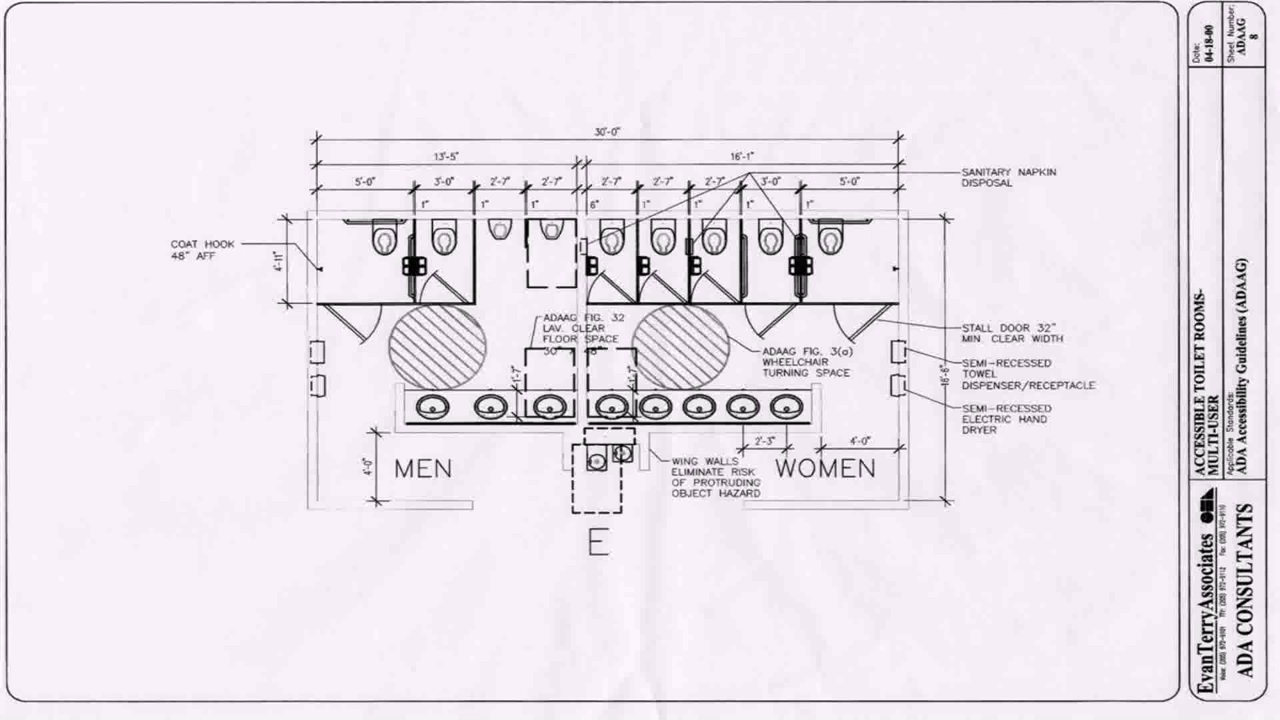 30'-0"
13'-5"
16'-1"
5'-0"
3'-0"
2'-7"
2'-7"
2'-7"
2'-7"
2'-7"
3'-0"
5'-0"
1"
1"
1"
6"
1"
1"
1"
1"
SANITARY NAPKIN
DISPOSAL
COAT HOOK
48" AFF
4'-11"
ADAAG FIG. 32
LAV. CLEAR
FLOOR SPACE
ADAAG FIG. 3(a)
WHEELCHAIR
TURNING SPACE
STALL DOOR 32"
MIN. CLEAR WIDTH
SEMI-RECESSED
TOWEL
DISPENSER/RECEPTACLE
SEMI-RECESSED
ELECTRIC HAND
DRYER
16'-6"
2'-3"
4'-0"
4'-0"
MEN
WING WALLS
ELIMINATE RISK
OF PROTRUDING
OBJECT HAZARD
WOMEN
E
Date:
04-18-00
Sheet Number:
ADAAG
8
ACCESSIBLE TOILET ROOMS-
MULTI-USER
Applicable Standards:
ADA Accessibility Guidelines (ADAAG)
EvanTerryAssociates
ADA CONSULTANTS